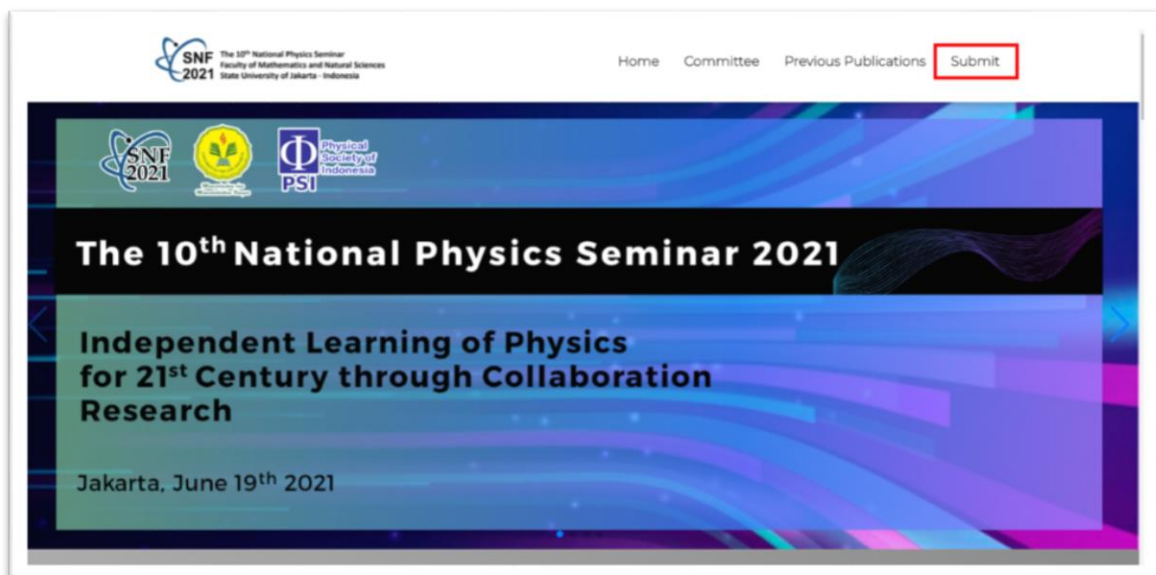 SNF
2021
The 10th National Physics Seminar
Faculty of Mathematics and Natural Sciences
State University of Jakarta - Indonesia
Home Committee Previous Publications Submit
SNF
2021
Φ
PSI
Physical
Society of
Indonesia
The 10th National Physics Seminar 2021
Independent Learning of Physics
for 21st Century through Collaboration
Research
Jakarta, June 19th 2021